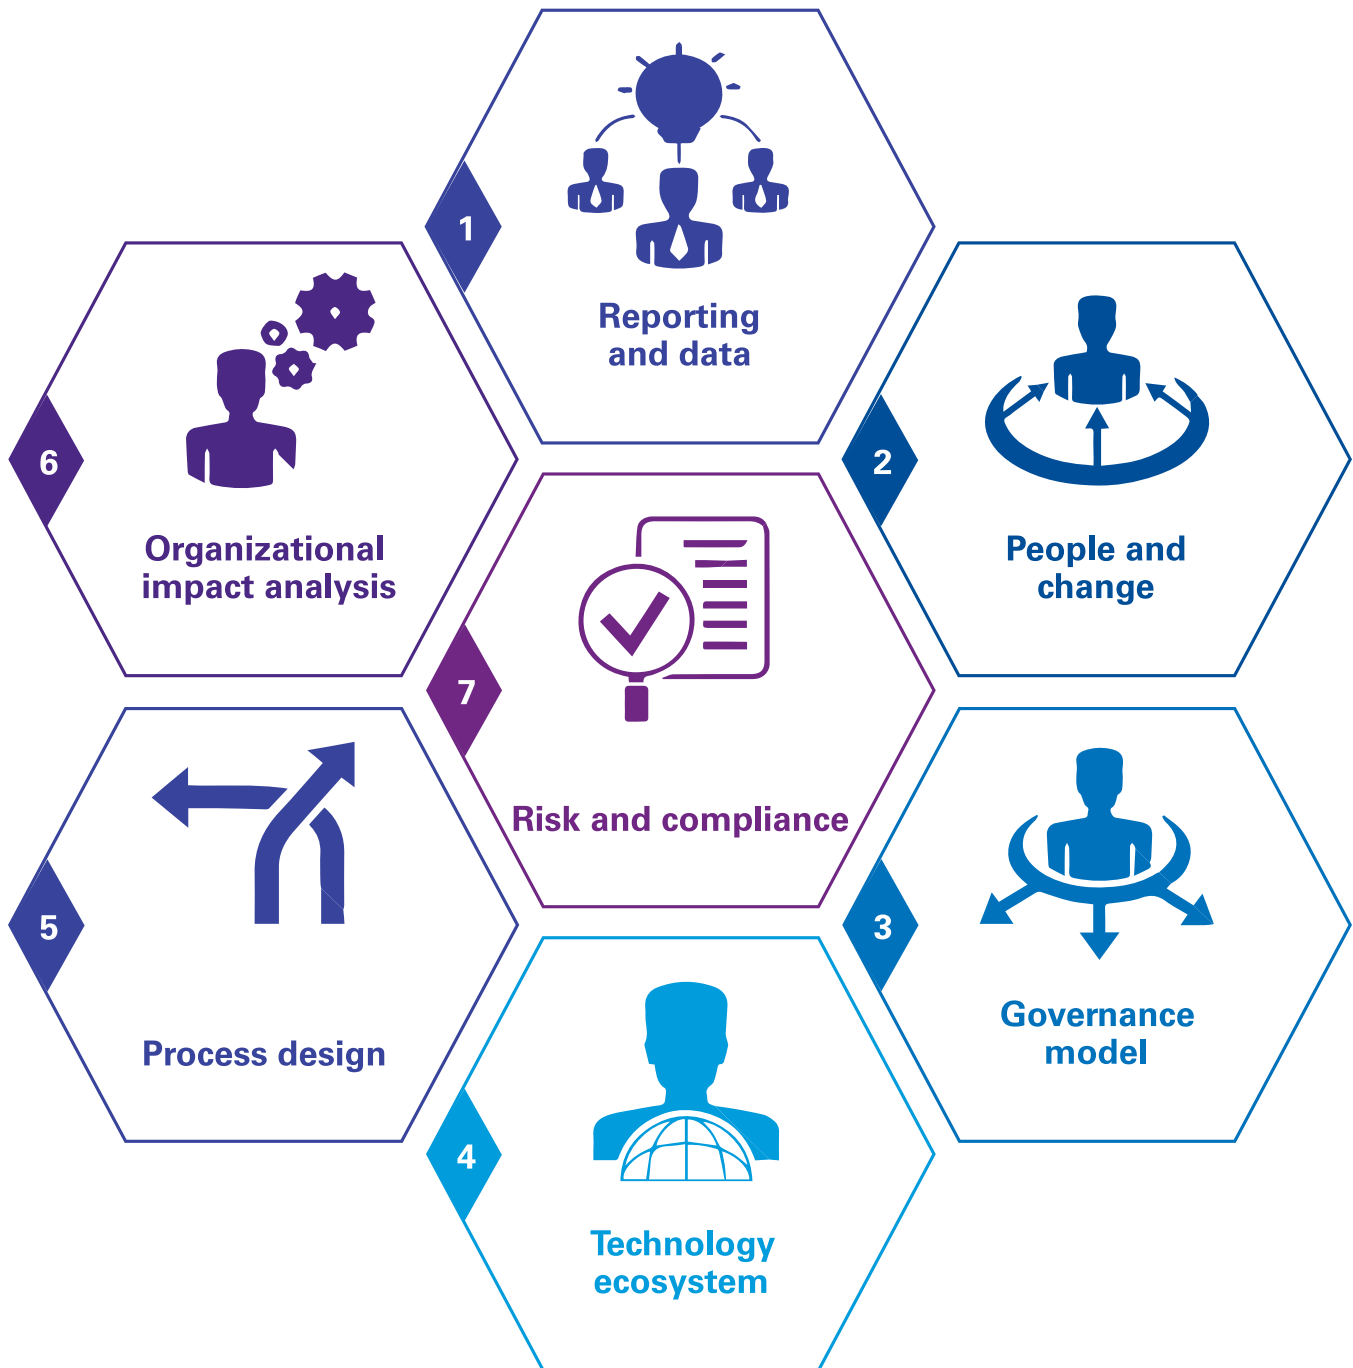 1
Reporting
and data
2
People and
change
3
Governance
model
4
Technology
ecosystem
5
Process design
6
Organizational
impact analysis
7
Risk and compliance